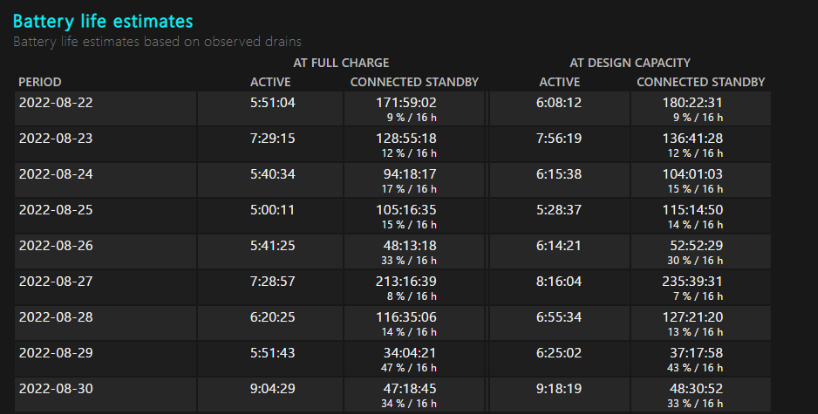 Battery life estimates
Battery life estimates based on observed drains
AT FULL CHARGE AT DESIGN CAPACITY
PERIOD ACTIVE CONNECTED STANDBY ACTIVE CONNECTED STANDBY
2022-08-22 5:51:04 171:59:02 6:08:12 180:22:31
9 % / 16 h 9 % / 16 h
2022-08-23 7:29:15 128:55:18 7:56:19 136:41:28
12 % / 16 h 12 % / 16 h
2022-08-24 5:40:34 94:18:17 6:15:38 104:01:03
17 % / 16 h 15 % / 16 h
2022-08-25 5:00:11 105:16:35 5:28:37 115:14:50
15 % / 16 h 14 % / 16 h
2022-08-26 5:41:25 48:13:18 6:14:21 52:52:29
33 % / 16 h 30 % / 16 h
2022-08-27 7:28:57 213:16:39 8:16:04 235:39:31
8 % / 16 h 7 % / 16 h
2022-08-28 6:20:25 116:35:06 6:55:34 127:21:20
14 % / 16 h 13 % / 16 h
2022-08-29 5:51:43 34:04:21 6:25:02 37:17:58
47 % / 16 h 43 % / 16 h
2022-08-30 9:04:29 47:18:45 9:18:19 48:30:52
34 % / 16 h 33 % / 16 h